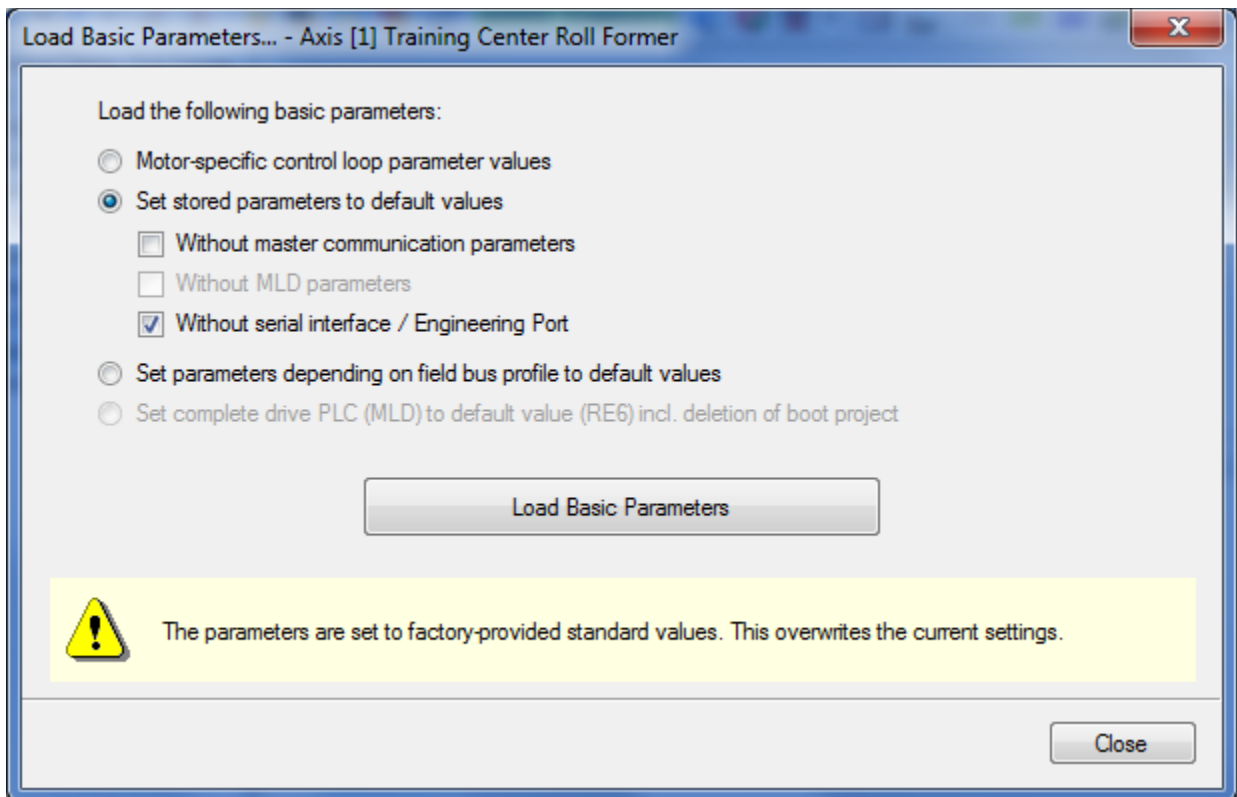 Load Basic Parameters... - Axis [1] Training Center Roll Former
Load the following basic parameters:
Motor-specific control loop parameter values
Set stored parameters to default values
Without master communication parameters
Without MLD parameters
Without serial interface / Engineering Port
Set parameters depending on field bus profile to default values
Set complete drive PLC (MLD) to default value (RE6) incl. deletion of boot project
Load Basic Parameters
The parameters are set to factory-provided standard values. This overwrites the current settings.
Close